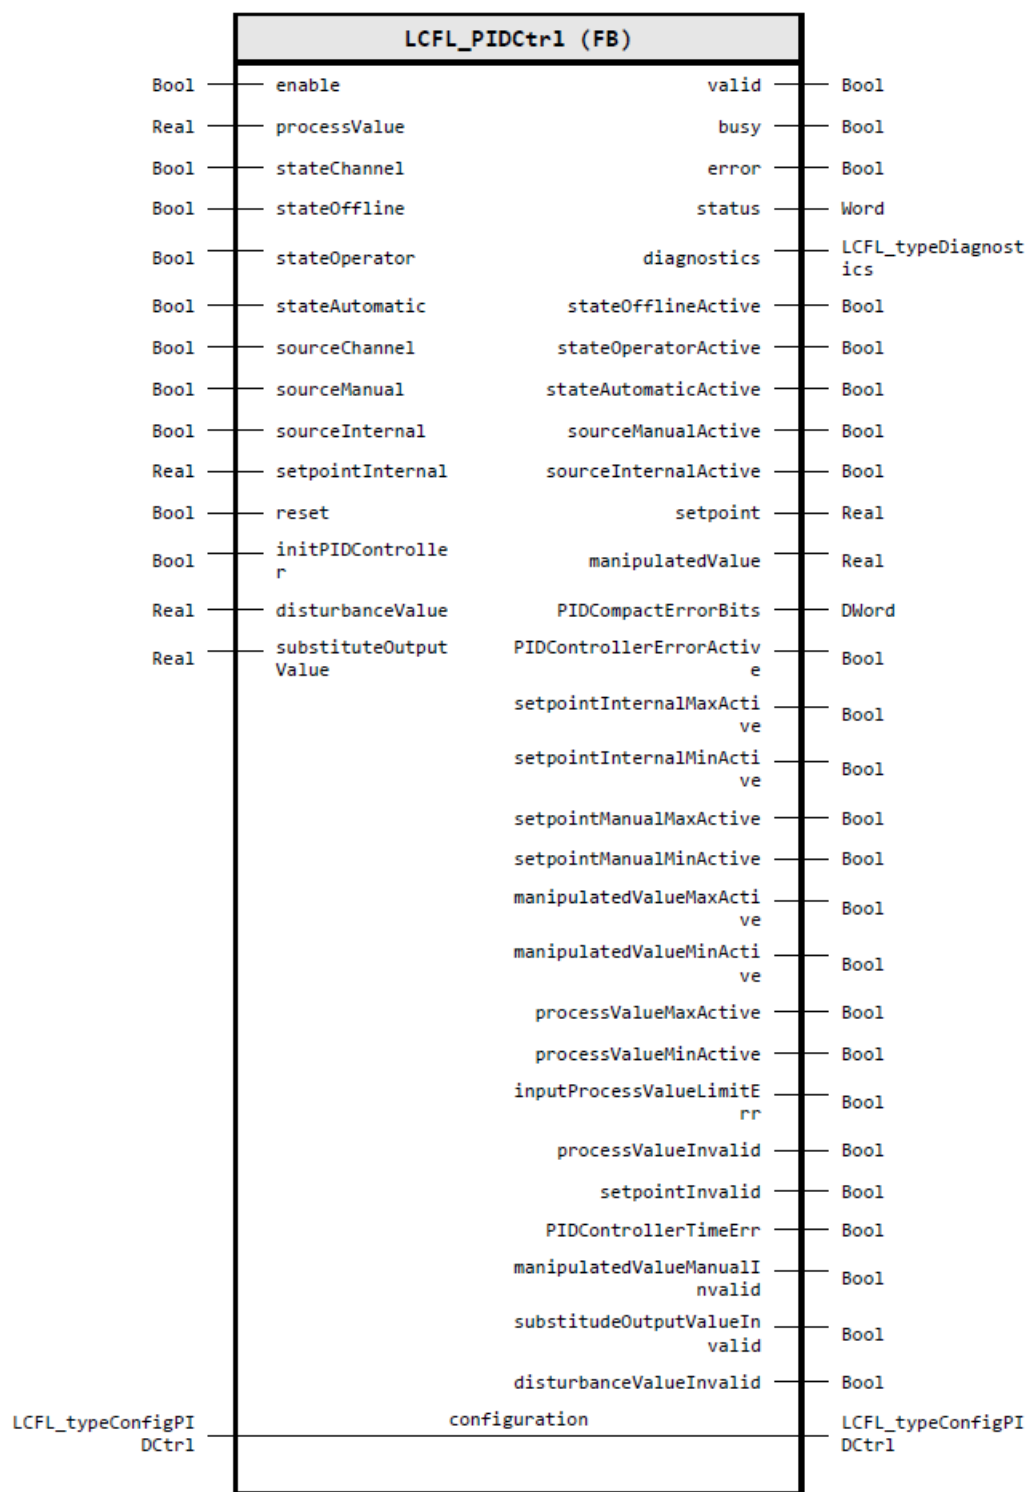 LCFL_PIDCtrl (FB)
Bool enable valid Bool
Real processValue busy Bool
Bool stateChannel error Bool
Bool stateOffline status Word
Bool stateOperator diagnostics LCFL_typeDiagnost
ics
Bool stateAutomatic stateOfflineActive Bool
Bool sourceChannel stateOperatorActive Bool
Bool sourceManual stateAutomaticActive Bool
Bool sourceInternal sourceManualActive Bool
Real setpointInternal sourceInternalActive Bool
Bool reset setpoint Real
Bool initPIDControlle
r manipulatedValue Real
Real disturbanceValue PIDCompactErrorBits DWord
Real substituteOutput PIDControllerErrorActiv Bool
Value e
setpointInternalMaxActi Bool
ve
setpointInternalMinActi Bool
ve
setpointManualMaxActive Bool
setpointManualMinActive Bool
manipulatedValueMaxActi Bool
ve
manipulatedValueMinActi Bool
ve
processValueMaxActive Bool
processValueMinActive Bool
inputProcessValueLimitE Bool
rr
processValueInvalid Bool
setpointInvalid Bool
PIDControllerTimeErr Bool
manipulatedValueManualI Bool
nvalid
substitudeOutputValueIn Bool
valid
disturbanceValueInvalid Bool
LCFL_typeConfigPI configuration LCFL_typeConfigPI
DCtrl DCtrl